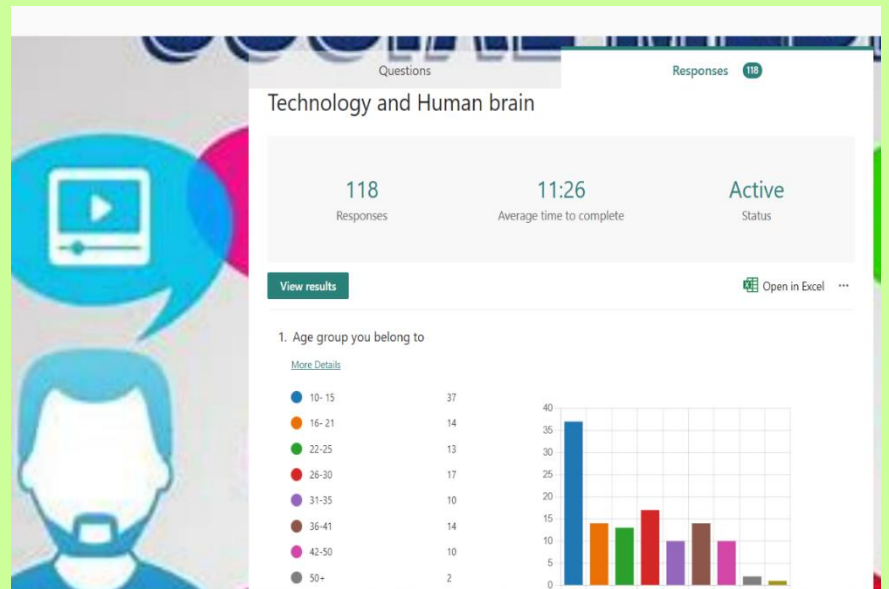 Questions
Responses 118
Technology and Human brain
118 11:26 Active
Responses Average time to complete Status
View results Open in Excel ...
1. Age group you belong to
More Details
10- 15 37
16- 21 14
22-25 13
26-30 17
31-35 10
36-41 14
42-50 10
50+ 2
40
35
30
25
20
15
10
5
0